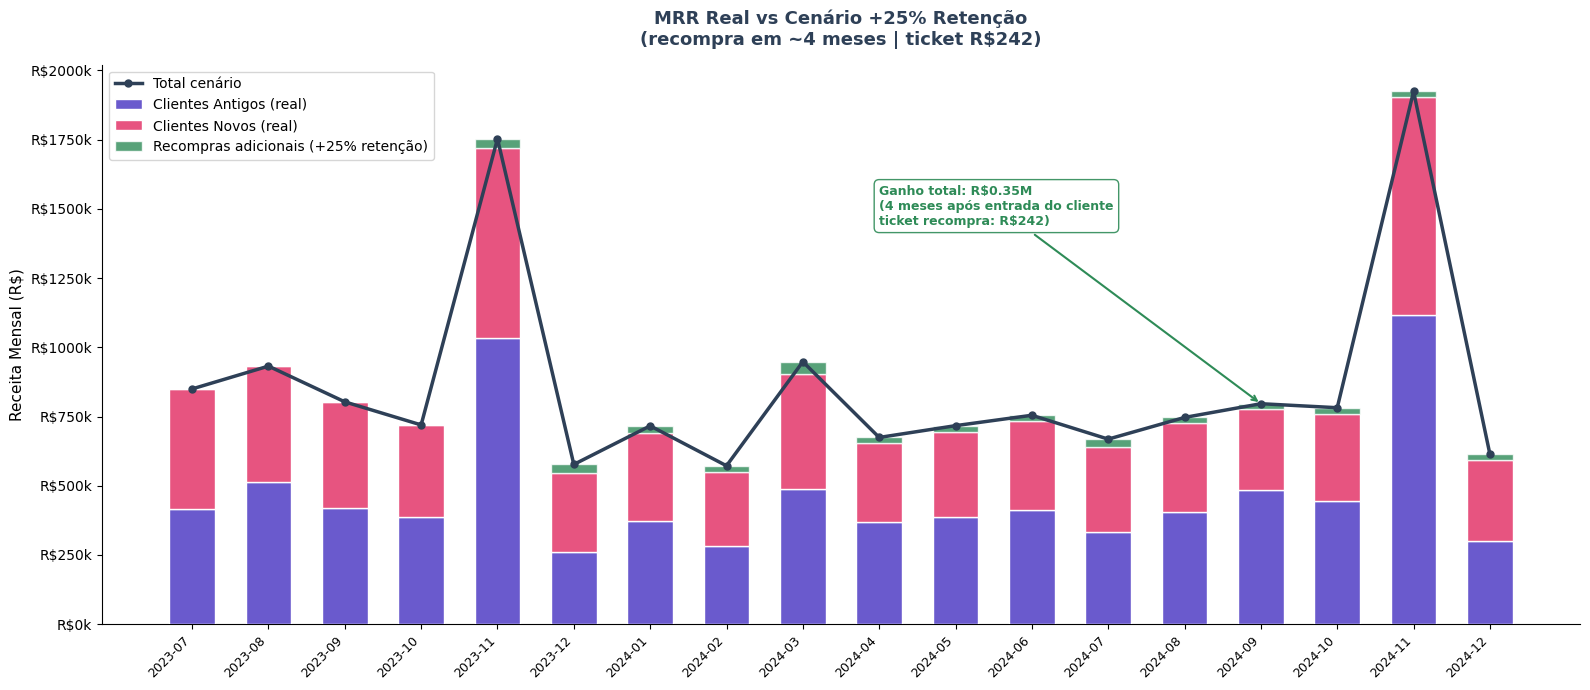 MRR Real vs Cenário +25% Retenção
(recompra em ~4 meses | ticket R$242)
Receita Mensal (R$)
R$2000k
R$1750k
R$1500k
R$1250k
R$1000k
R$750k
R$500k
R$250k
R$0k
Total cenário
Clientes Antigos (real)
Clientes Novos (real)
Recompras adicionais (+25% retenção)
Ganho total: R$0.35M
(4 meses após entrada do cliente
ticket recompra: R$242)
2023-07
2023-08
2023-09
2023-10
2023-11
2023-12
2024-01
2024-02
2024-03
2024-04
2024-05
2024-06
2024-07
2024-08
2024-09
2024-10
2024-11
2024-12